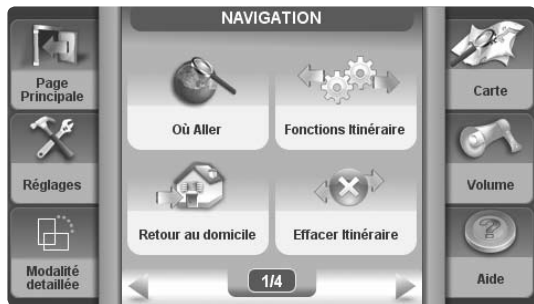 NAVIGATION
Page
Principale
Où Aller
Fonctions Itinéraire
Carte
Réglages
Volume
Retour au domicile
Effacer Itinéraire
Modalité
detaillée
1/4
Aide